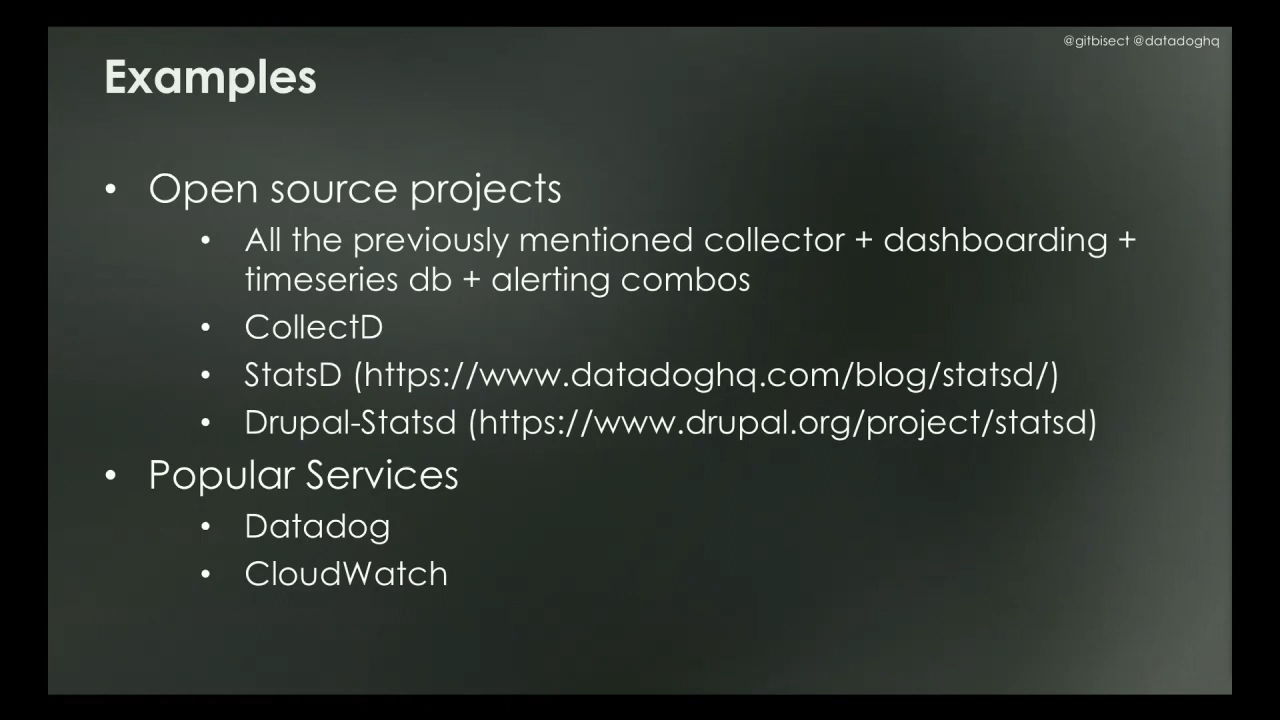 @gitbisect @datadoghq
Examples
• Open source projects
• All the previously mentioned collector + dashboarding +
timeseries db + alerting combos
• CollectD
• StatsD (https://www.datadoghq.com/blog/statsd/)
• Drupal-Statsd (https://www.drupal.org/project/statsd)
• Popular Services
• Datadog
• CloudWatch